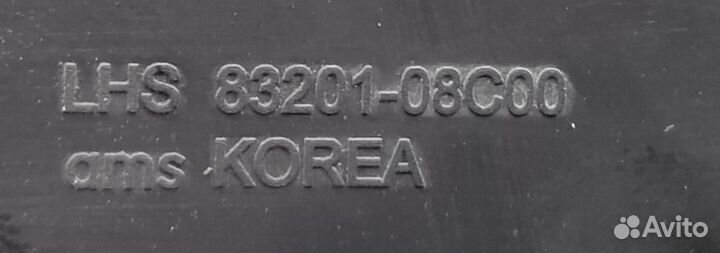 LHS 83201-08C00
ams KOREA
Avito